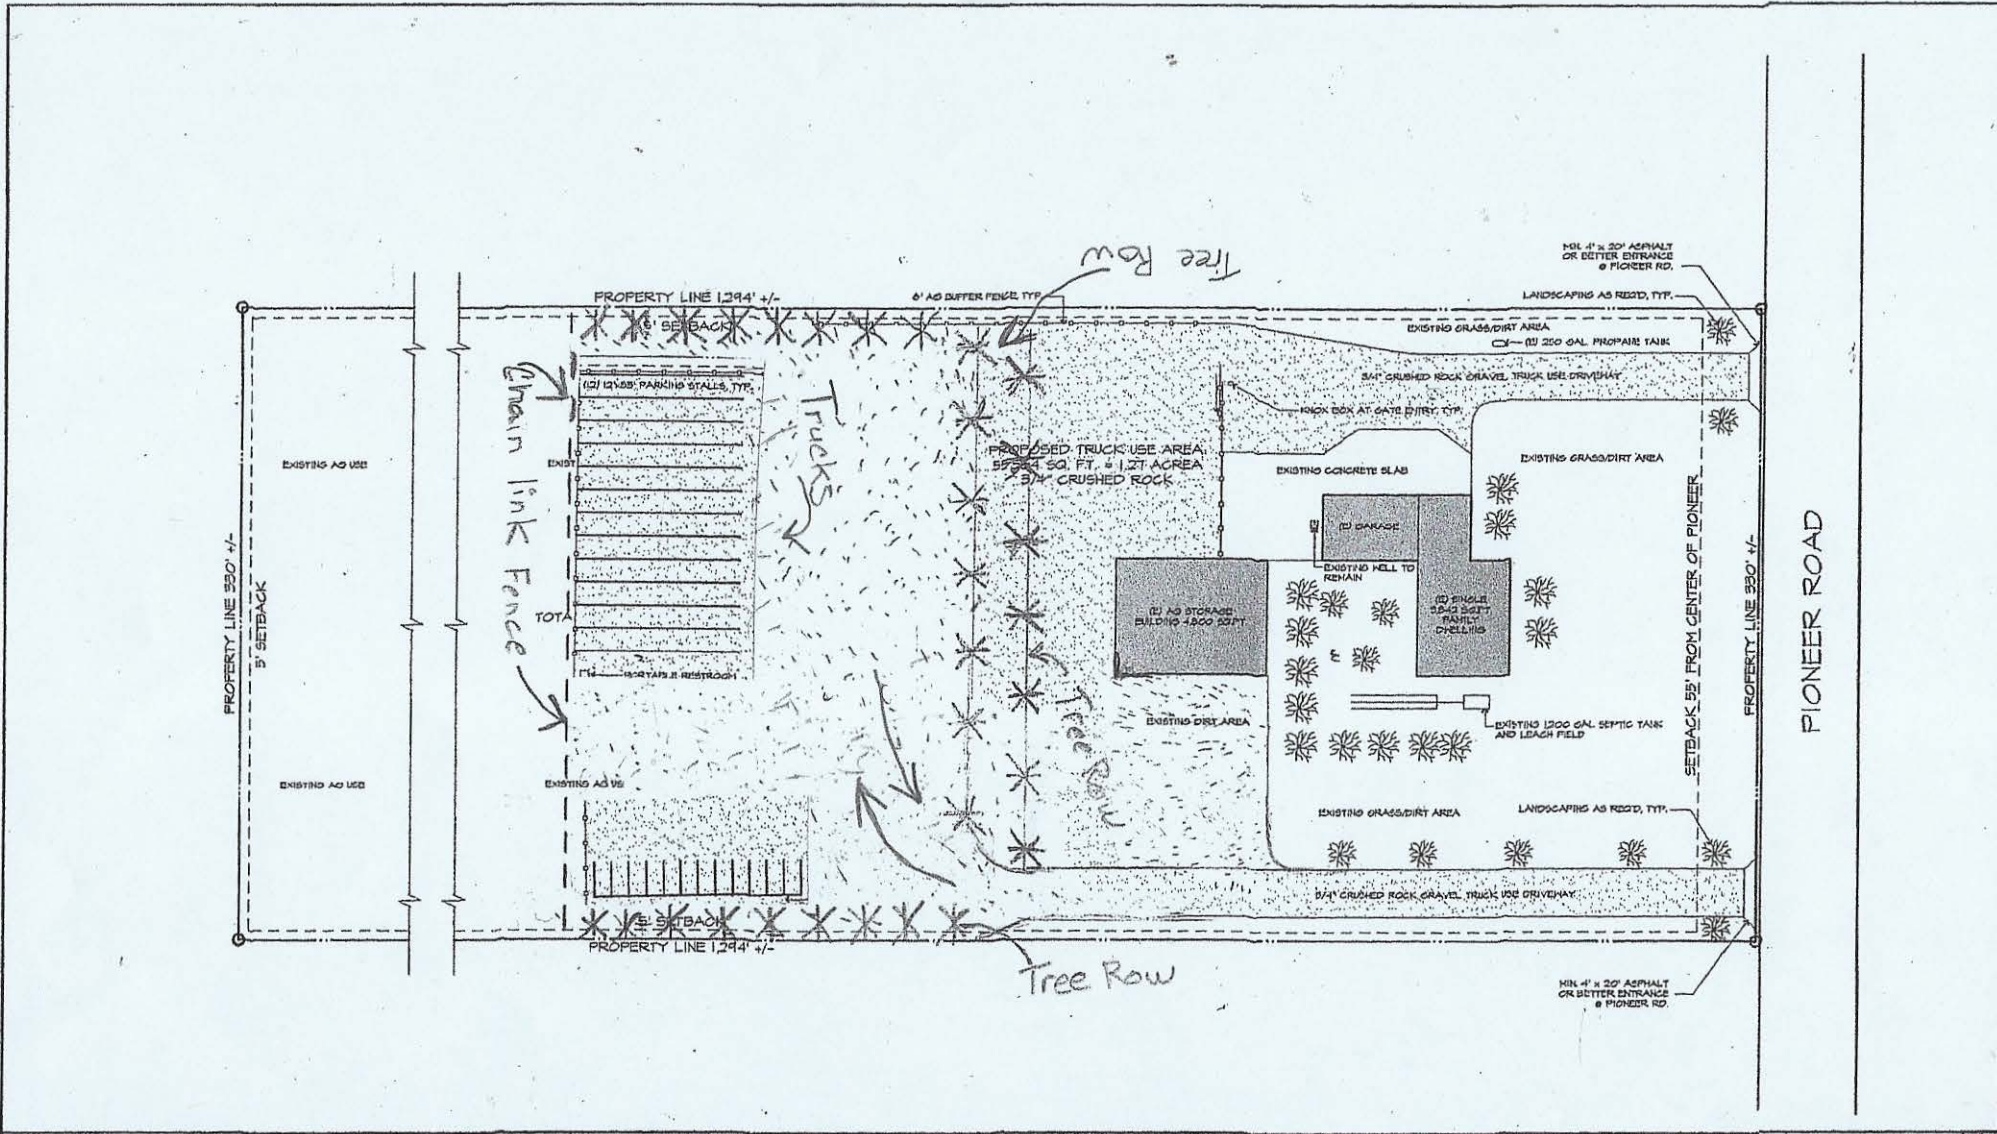 Tree Row
MIN. 4' x 20' ASPHALT
OR BETTER ENTRANCE
@ PIONEER RD.
PROPERTY LINE 1,294' +/-
6' AG BUFFER FENCE, TYP.
LANDSCAPING AS REQ'D, TYP.
5' SETBACK
EXISTING GRASS/DIRT AREA
(E) 250 GAL. PROPANE TANK
3/4" CRUSHED ROCK GRAVEL TRUCK USE DRIVEWAY
(12) 12'x55' PARKING STALLS, TYP.
Chain link Fence
Trucks
KNOX BOX AT GATE ENTRY, TYP.
PROPOSED TRUCK USE AREA,
SQ. FT. = 1.27 ACREA
3/4" CRUSHED ROCK
EXISTING AG USE
EXIST
EXISTING CONCRETE SLAB
EXISTING GRASS/DIRT AREA
(E) GARAGE
EXISTING WELL TO
REMAIN
PROPERTY LINE 330' +/-
5' SETBACK
TOTA
(E) AG STORAGE
BUILDING 4,800 SQ.FT
(E) SINGLE
FAMILY
DWELLING
SETBACK 55' FROM CENTER OF PIONEER
PROPERTY LINE 330' +/-
PIONEER ROAD
PORTABLE RESTROOM
Tree Row
EXISTING DIRT AREA
EXISTING 1200 GAL. SEPTIC TANK
AND LEACH FIELD
EXISTING AG USE
EXISTING AG US
EXISTING GRASS/DIRT AREA
LANDSCAPING AS REQ'D, TYP.
3/4" CRUSHED ROCK GRAVEL TRUCK USE DRIVEWAY
5' SETBACK
PROPERTY LINE 1,294' +/-
Tree Row
MIN. 4' x 20' ASPHALT
OR BETTER ENTRANCE
@ PIONEER RD.